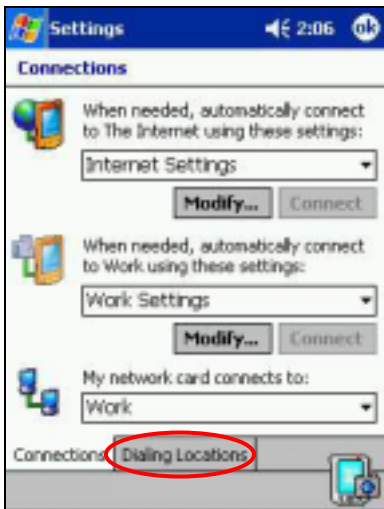 Settings 2:06 ok
Connections
When needed, automatically connect
to The Internet using these settings:
Internet Settings
Modify... Connect
When needed, automatically connect
to Work using these settings:
Work Settings
Modify... Connect
My network card connects to:
Work
Connections Dialing Locations